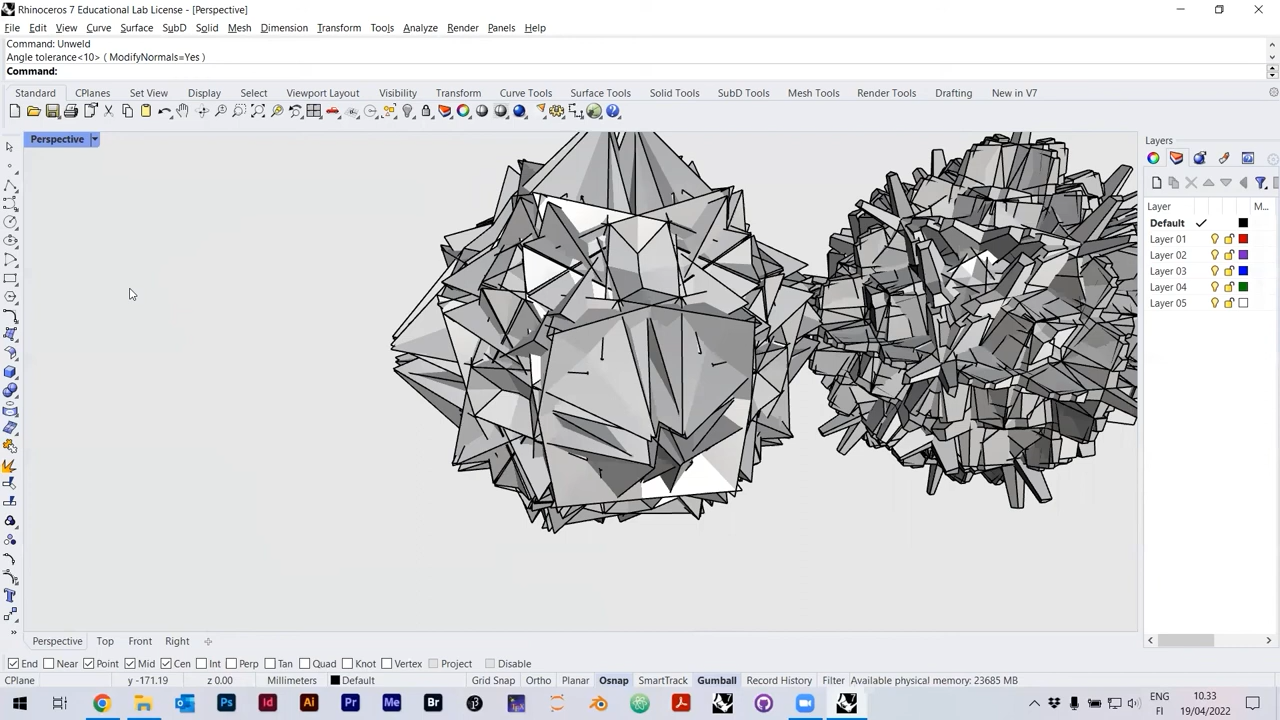 Rhinoceros 7 Educational Lab License - [Perspective]
File Edit View Curve Surface SubD Solid Mesh Dimension Transform Tools Analyze Render Panels Help
Command: Unweld
Angle tolerance<10> ( ModifyNormals=Yes )
Command:
Standard CPlanes Set View Display Select Viewport Layout Visibility Transform Curve Tools Surface Tools Solid Tools SubD Tools Mesh Tools Render Tools Drafting New in V7
Perspective
Layers
Layer M...
Default
Layer 01
Layer 02
Layer 03
Layer 04
Layer 05
Perspective Top Front Right
End Near Point Mid Cen Int Perp Tan Quad Knot Vertex Project Disable
CPlane y -171.19 z 0.00 Millimeters Default Grid Snap Ortho Planar Osnap SmartTrack Gumball Record History Filter Available physical memory: 23685 MB
Ps Id Ai Pr Me Br
ENG 10.33
FI 19/04/2022